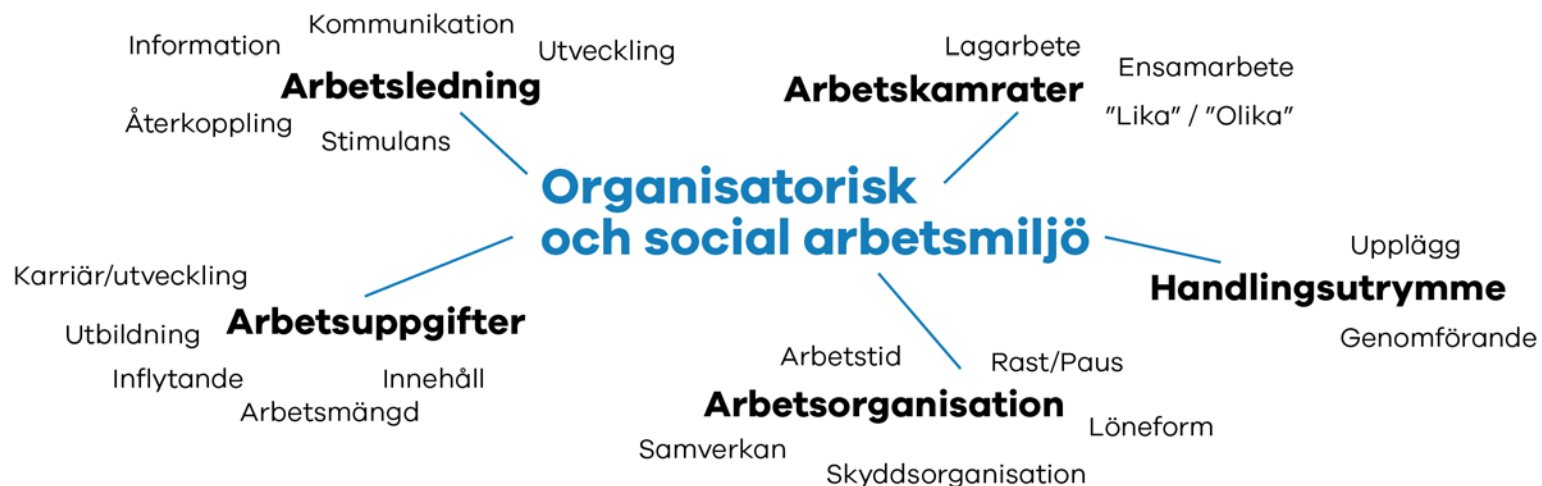 Kommunikation
Information
Utveckling
Arbetsledning
Återkoppling
Stimulans
Lagarbete
Ensamarbete
Arbetskamrater
”Lika” / ”Olika”
Organisatorisk
och social arbetsmiljö
Upplägg
Handlingsutrymme
Genomförande
Karriär/utveckling
Utbildning
Arbetsuppgifter
Inflytande
Innehåll
Arbetsmängd
Arbetstid
Rast/Paus
Arbetsorganisation
Löneform
Samverkan
Skyddsorganisation